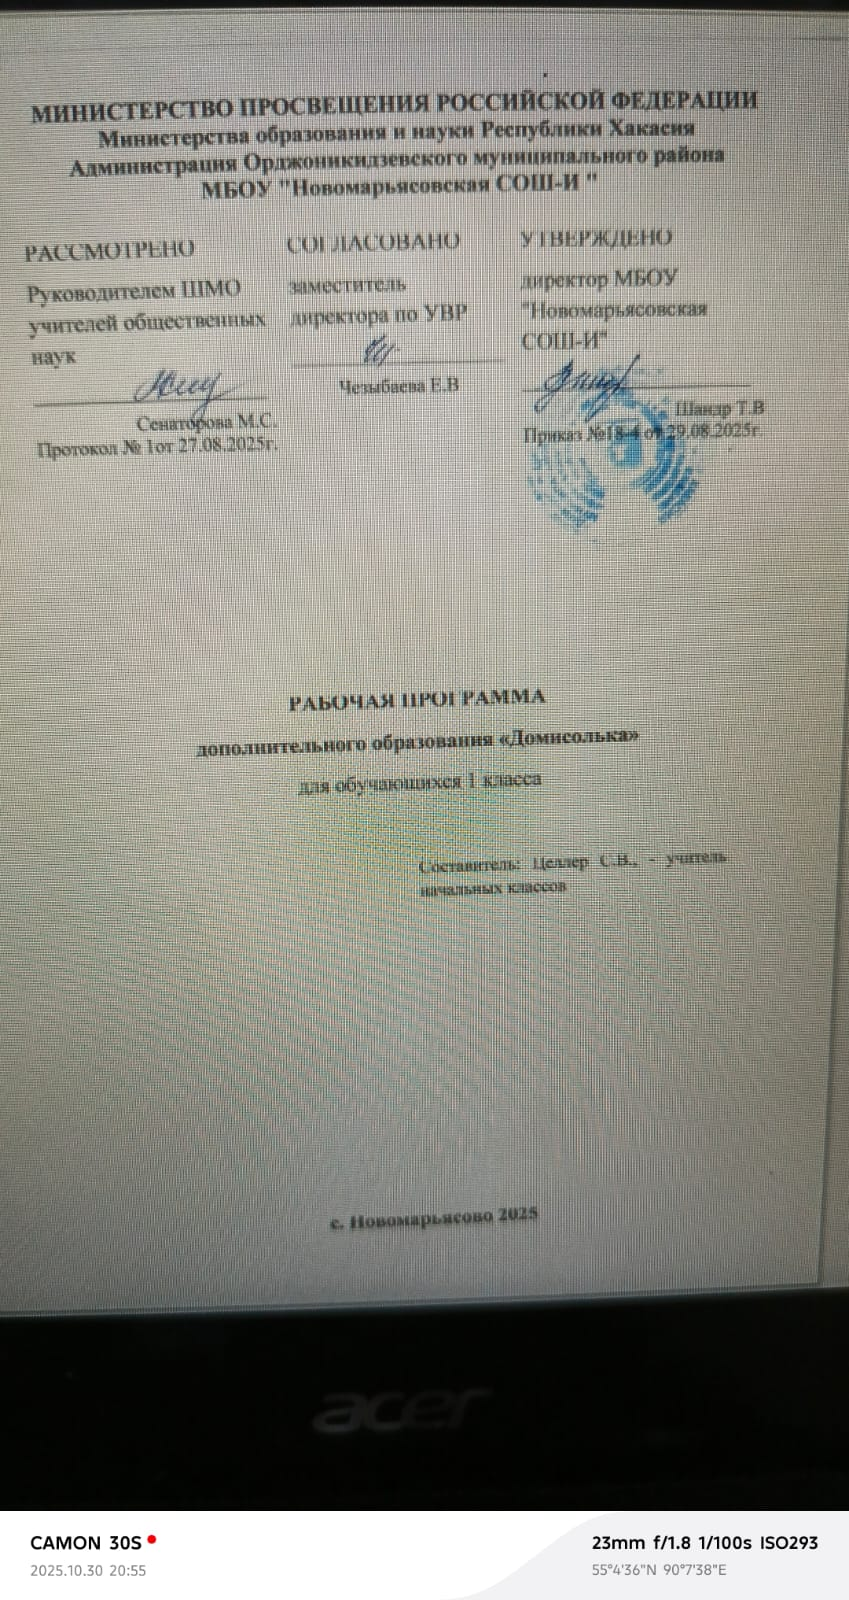 МИНИСТЕРСТВО ПРОСВЕЩЕНИЯ РОССИЙСКОЙ ФЕДЕРАЦИИ
Министерства образования и науки Республики Хакасия
Администрация Орджоникидзевского муниципального района
МБОУ "Новомарьясовская СОШ-И "
РАССМОТРЕНО
Руководителем ШМО
учителей общественных
наук
Сенаторова М.С.
Протокол № 1от 27.08.2025г.
СОГЛАСОВАНО
заместитель
директора по УВР
Чезыбаева Е.В
УТВЕРЖДЕНО
директор МБОУ
"Новомарьясовская
СОШ-И"
Шандр Т.В
Приказ №18-4 от 29.08.2025г.
РАБОЧАЯ ПРОГРАММА
дополнительного образования «Домисолька»
для обучающихся 1 класса
Составитель: Целлер С.В., - учитель
начальных классов
с. Новомарьясово 2025
acer
CAMON 30S
2025.10.30 20:55
23mm f/1.8 1/100s ISO293
55°4'36"N 90°7'38"E